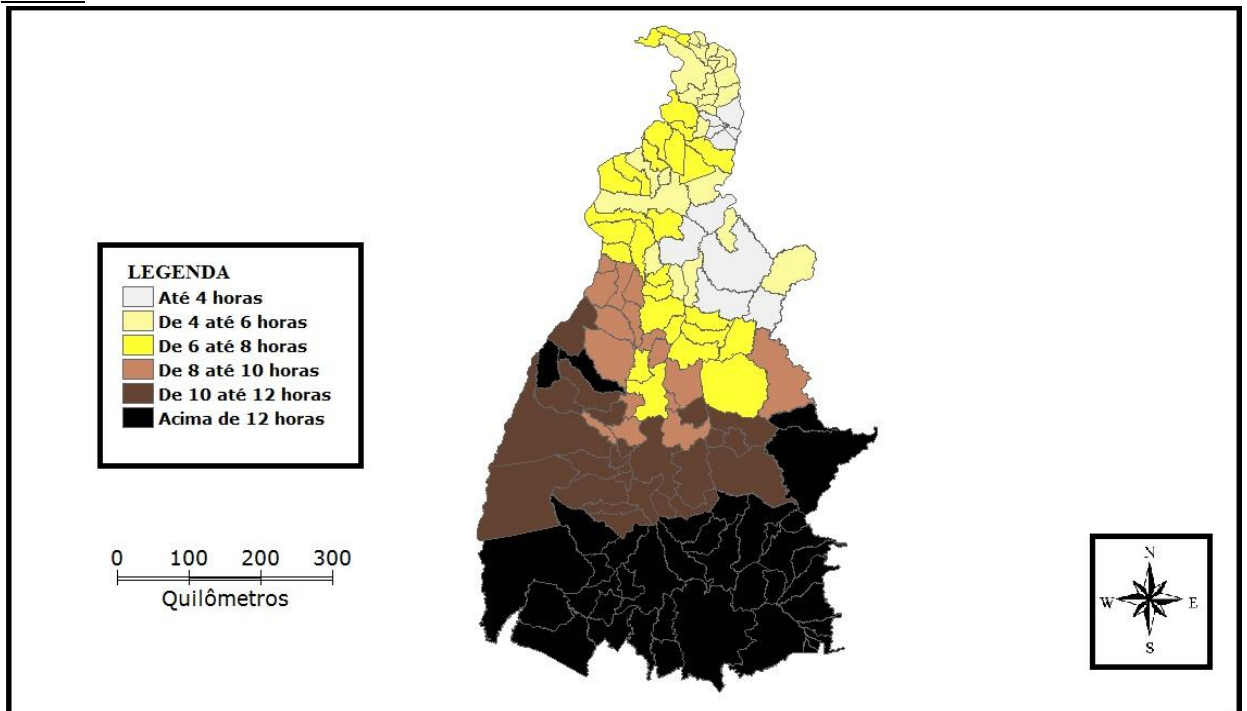 LEGENDA
Até 4 horas
De 4 até 6 horas
De 6 até 8 horas
De 8 até 10 horas
De 10 até 12 horas
Acima de 12 horas
0 100 200 300
Quilômetros
N
W E
S